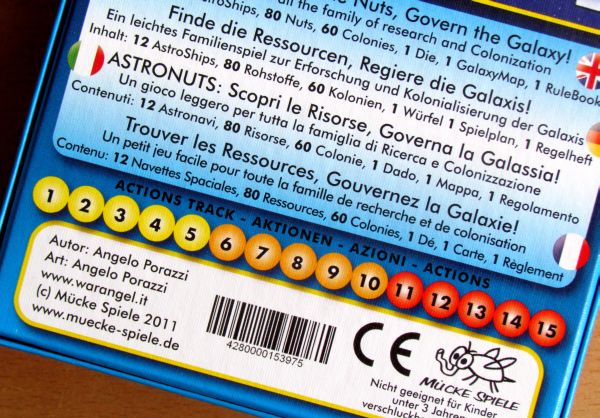 the Nuts, Govern the Galaxy!
all the family of research and Colonization
AstroShips, 80 Nuts, 60 Colonies, 1 Die, 1 GalaxyMap, 1 RuleBook
Finde die Ressourcen, Regiere die Galaxis!
Ein leichtes Familienspiel zur Erforschung und Kolonialisierung der Galaxis
Inhalt: 12 AstroShips, 80 Rohstoffe, 60 Kolonien, 1 Würfel 1 Spielplan, 1 Regelheft
ASTRONUTS: Scopri le Risorse, Governa la Galassia!
Un gioco leggero per tutta la famiglia di Ricerca e Colonizzazione
Contenuti: 12 Astronavi, 80 Risorse, 60 Colonie, 1 Dado, 1 Mappa, 1 Regolamento
Trouver les Ressources, Gouvernez la Galaxie!
Un petit jeu facile pour toute la famille de recherche et de colonisation
Contenu: 12 Navettes Spaciales, 80 Ressources, 60 Colonies, 1 Dé, 1 Carte, 1 Règlement
ACTIONS TRACK - AKTIONEN - AZIONI - ACTIONS
1 2 3 4 5 6 7 8 9 10 11 12 13 14 15
Autor: Angelo Porazzi
Art: Angelo Porazzi
www.warangel.it
(c) Mücke Spiele 2011
www.muecke-spiele.de
4280000153975
CE
MÜCKE SPIELE
Nicht geeignet für Kinder
unter 3 Jahren
verschluckb